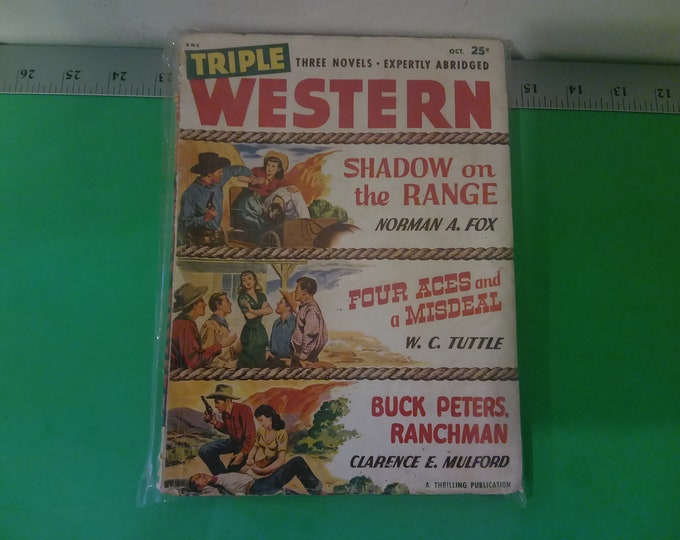 TRIPLE
THREE NOVELS • EXPERTLY ABRIDGED
OCT. 25¢
WESTERN
SHADOW on
the RANGE
NORMAN A. FOX
FOUR ACES and
a MISDEAL
W. C. TUTTLE
BUCK PETERS,
RANCHMAN
CLARENCE E. MULFORD
A THRILLING PUBLICATION
26 25 24 23 15 14 13 12